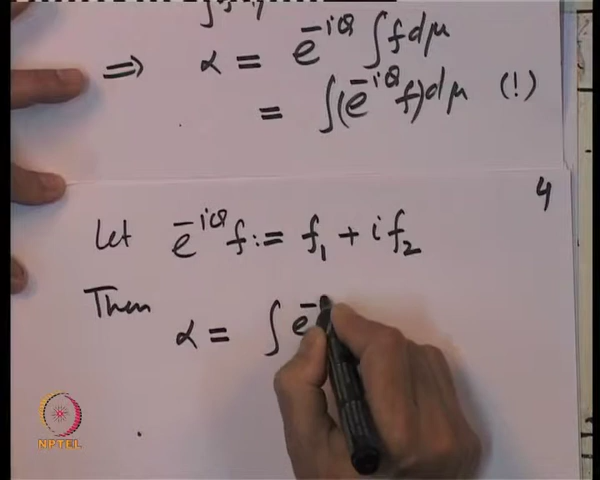 ⇒ α = e^{-iθ} ∫ f dμ
= ∫(e^{-iθ} f) dμ (!)
4
Let e^{-iθ} f := f₁ + i f₂
Then
α = ∫ e^-
NPTEL